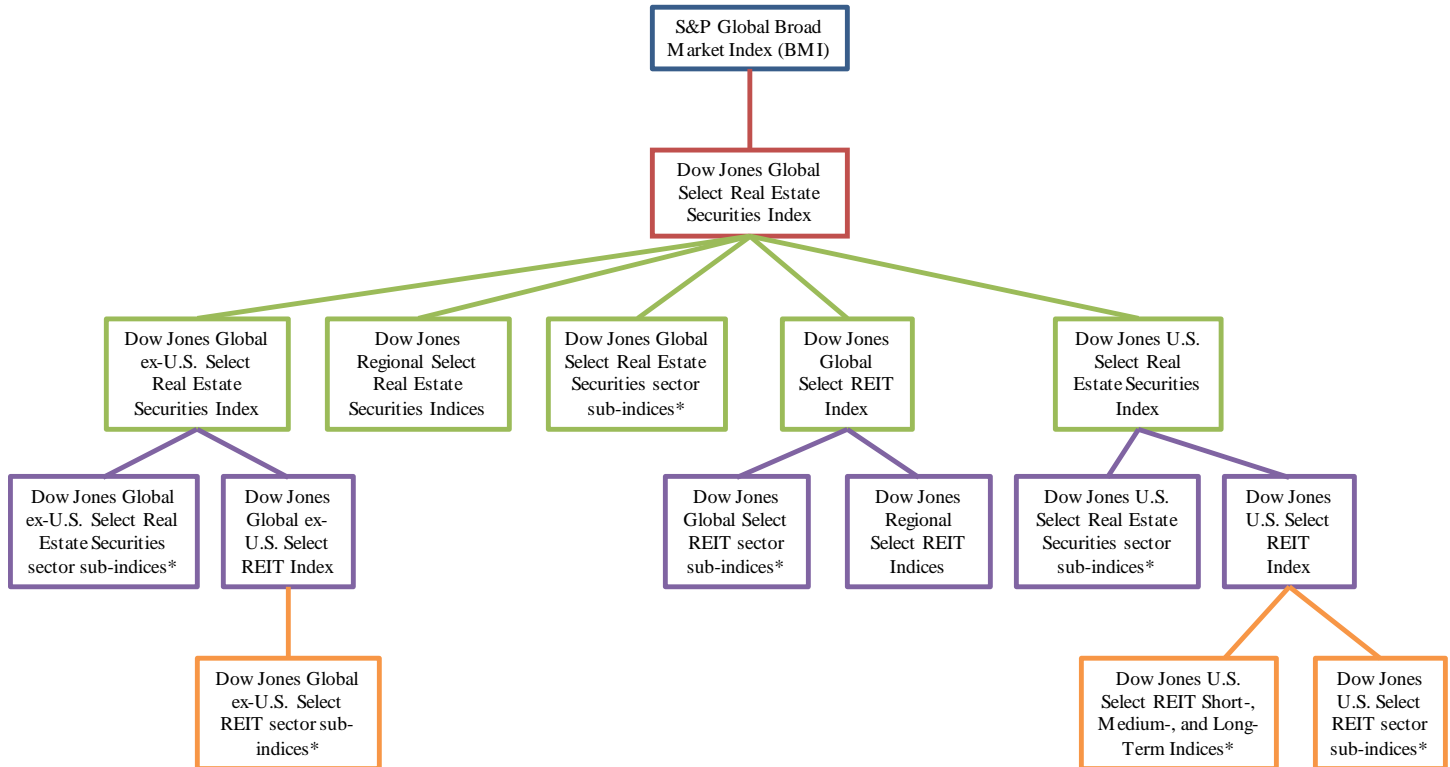 S&P Global Broad
Market Index (BMI)
Dow Jones Global
Select Real Estate
Securities Index
Dow Jones Global
ex-U.S. Select
Real Estate
Securities Index
Dow Jones
Regional Select
Real Estate
Securities Indices
Dow Jones Global
Select Real Estate
Securities sector
sub-indices*
Dow Jones
Global
Select REIT
Index
Dow Jones U.S.
Select Real
Estate Securities
Index
Dow Jones Global
ex-U.S. Select Real
Estate Securities
sector sub-indices*
Dow Jones
Global ex-
U.S. Select
REIT Index
Dow Jones
Global Select
REIT sector
sub-indices*
Dow Jones
Regional
Select REIT
Indices
Dow Jones U.S.
Select Real Estate
Securities sector
sub-indices*
Dow Jones
U.S. Select
REIT
Index
Dow Jones Global
ex-U.S. Select
REIT sector sub-
indices*
Dow Jones U.S.
Select REIT Short-,
Medium-, and Long-
Term Indices*
Dow Jones
U.S. Select
REIT sector
sub-indices*